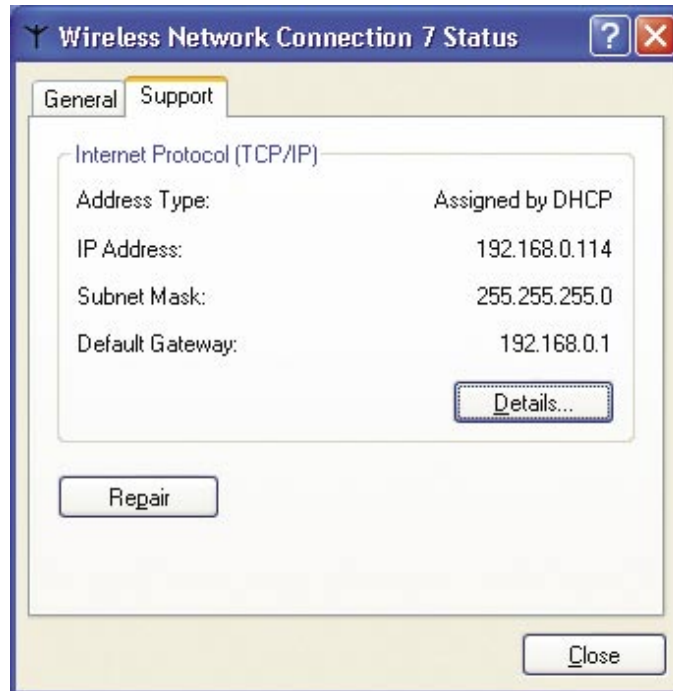 Wireless Network Connection 7 Status
General Support
Internet Protocol (TCP/IP)
Address Type: Assigned by DHCP
IP Address: 192.168.0.114
Subnet Mask: 255.255.255.0
Default Gateway: 192.168.0.1
Details...
Repair
Close